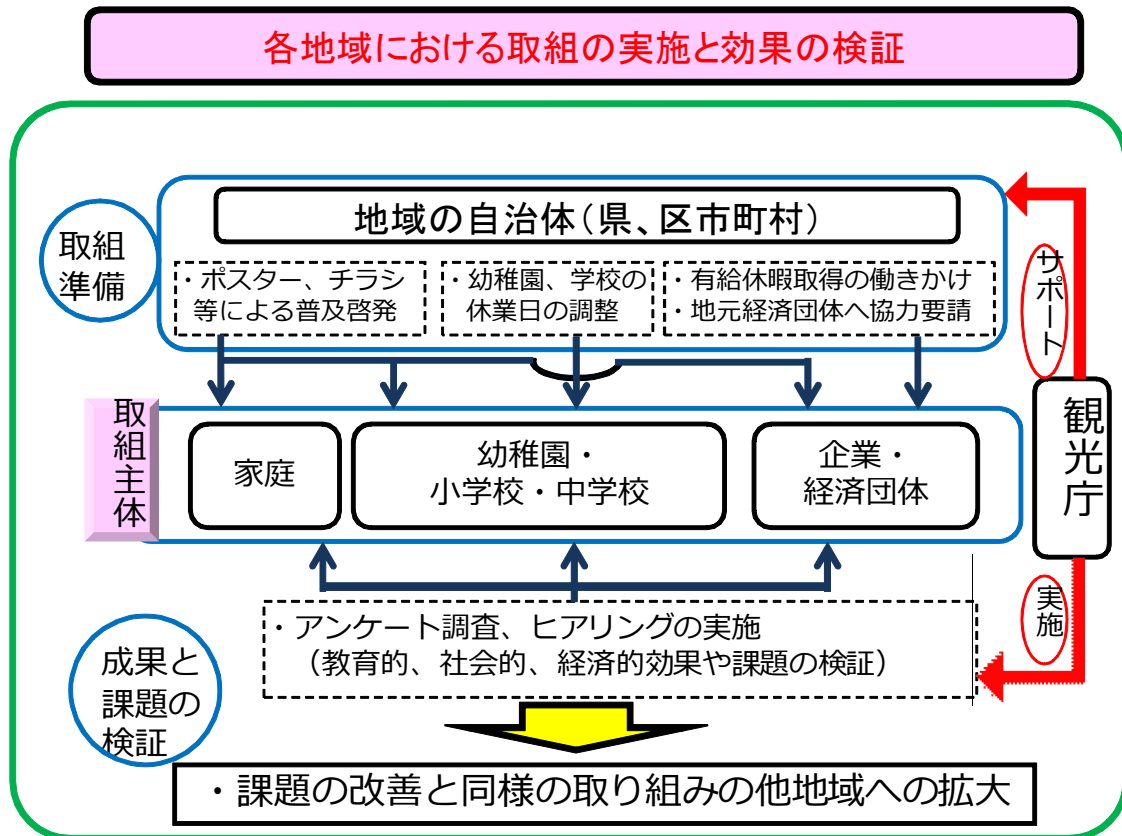 各地域における取組の実施と効果の検証
取組
準備
地域の自治体（県、区市町村）
・ポスター、チラシ
等による普及啓発
・幼稚園、学校の
休業日の調整
・有給休暇取得の働きかけ
・地元経済団体へ協力要請
サポート
取組主体
家庭
幼稚園・
小学校・中学校
企業・
経済団体
観光庁
実施
成果と
課題の
検証
・アンケート調査、ヒアリングの実施
（教育的、社会的、経済的効果や課題の検証）
・課題の改善と同様の取り組みの他地域への拡大